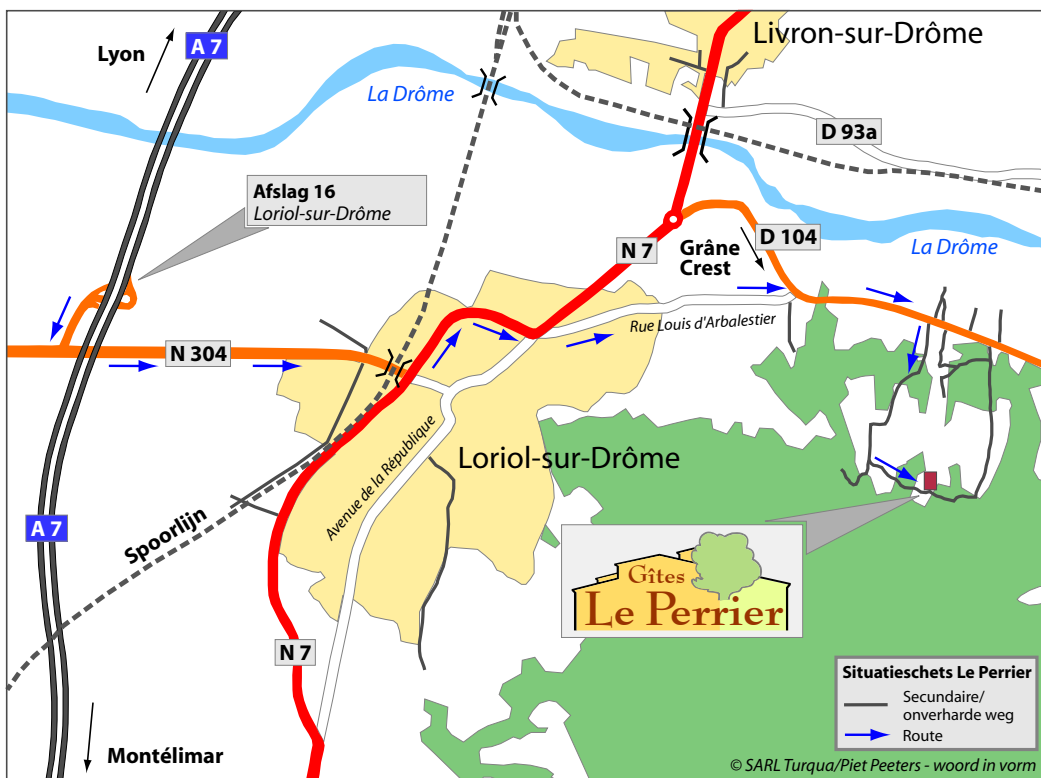 Livron-sur-Drôme
Lyon
A 7
La Drôme
D 93a
Afslag 16
Loriol-sur-Drôme
N 7
Grâne
Crest
D 104
La Drôme
Rue Louis d'Arbalestier
N 304
Avenue de la République
Loriol-sur-Drôme
A 7
Spoorlijn
Gîtes
Le Perrier
N 7
Situatieschets Le Perrier
Secundaire/
onverharde weg
Route
Montélimar
© SARL Turqua/Piet Peeters - woord in vorm